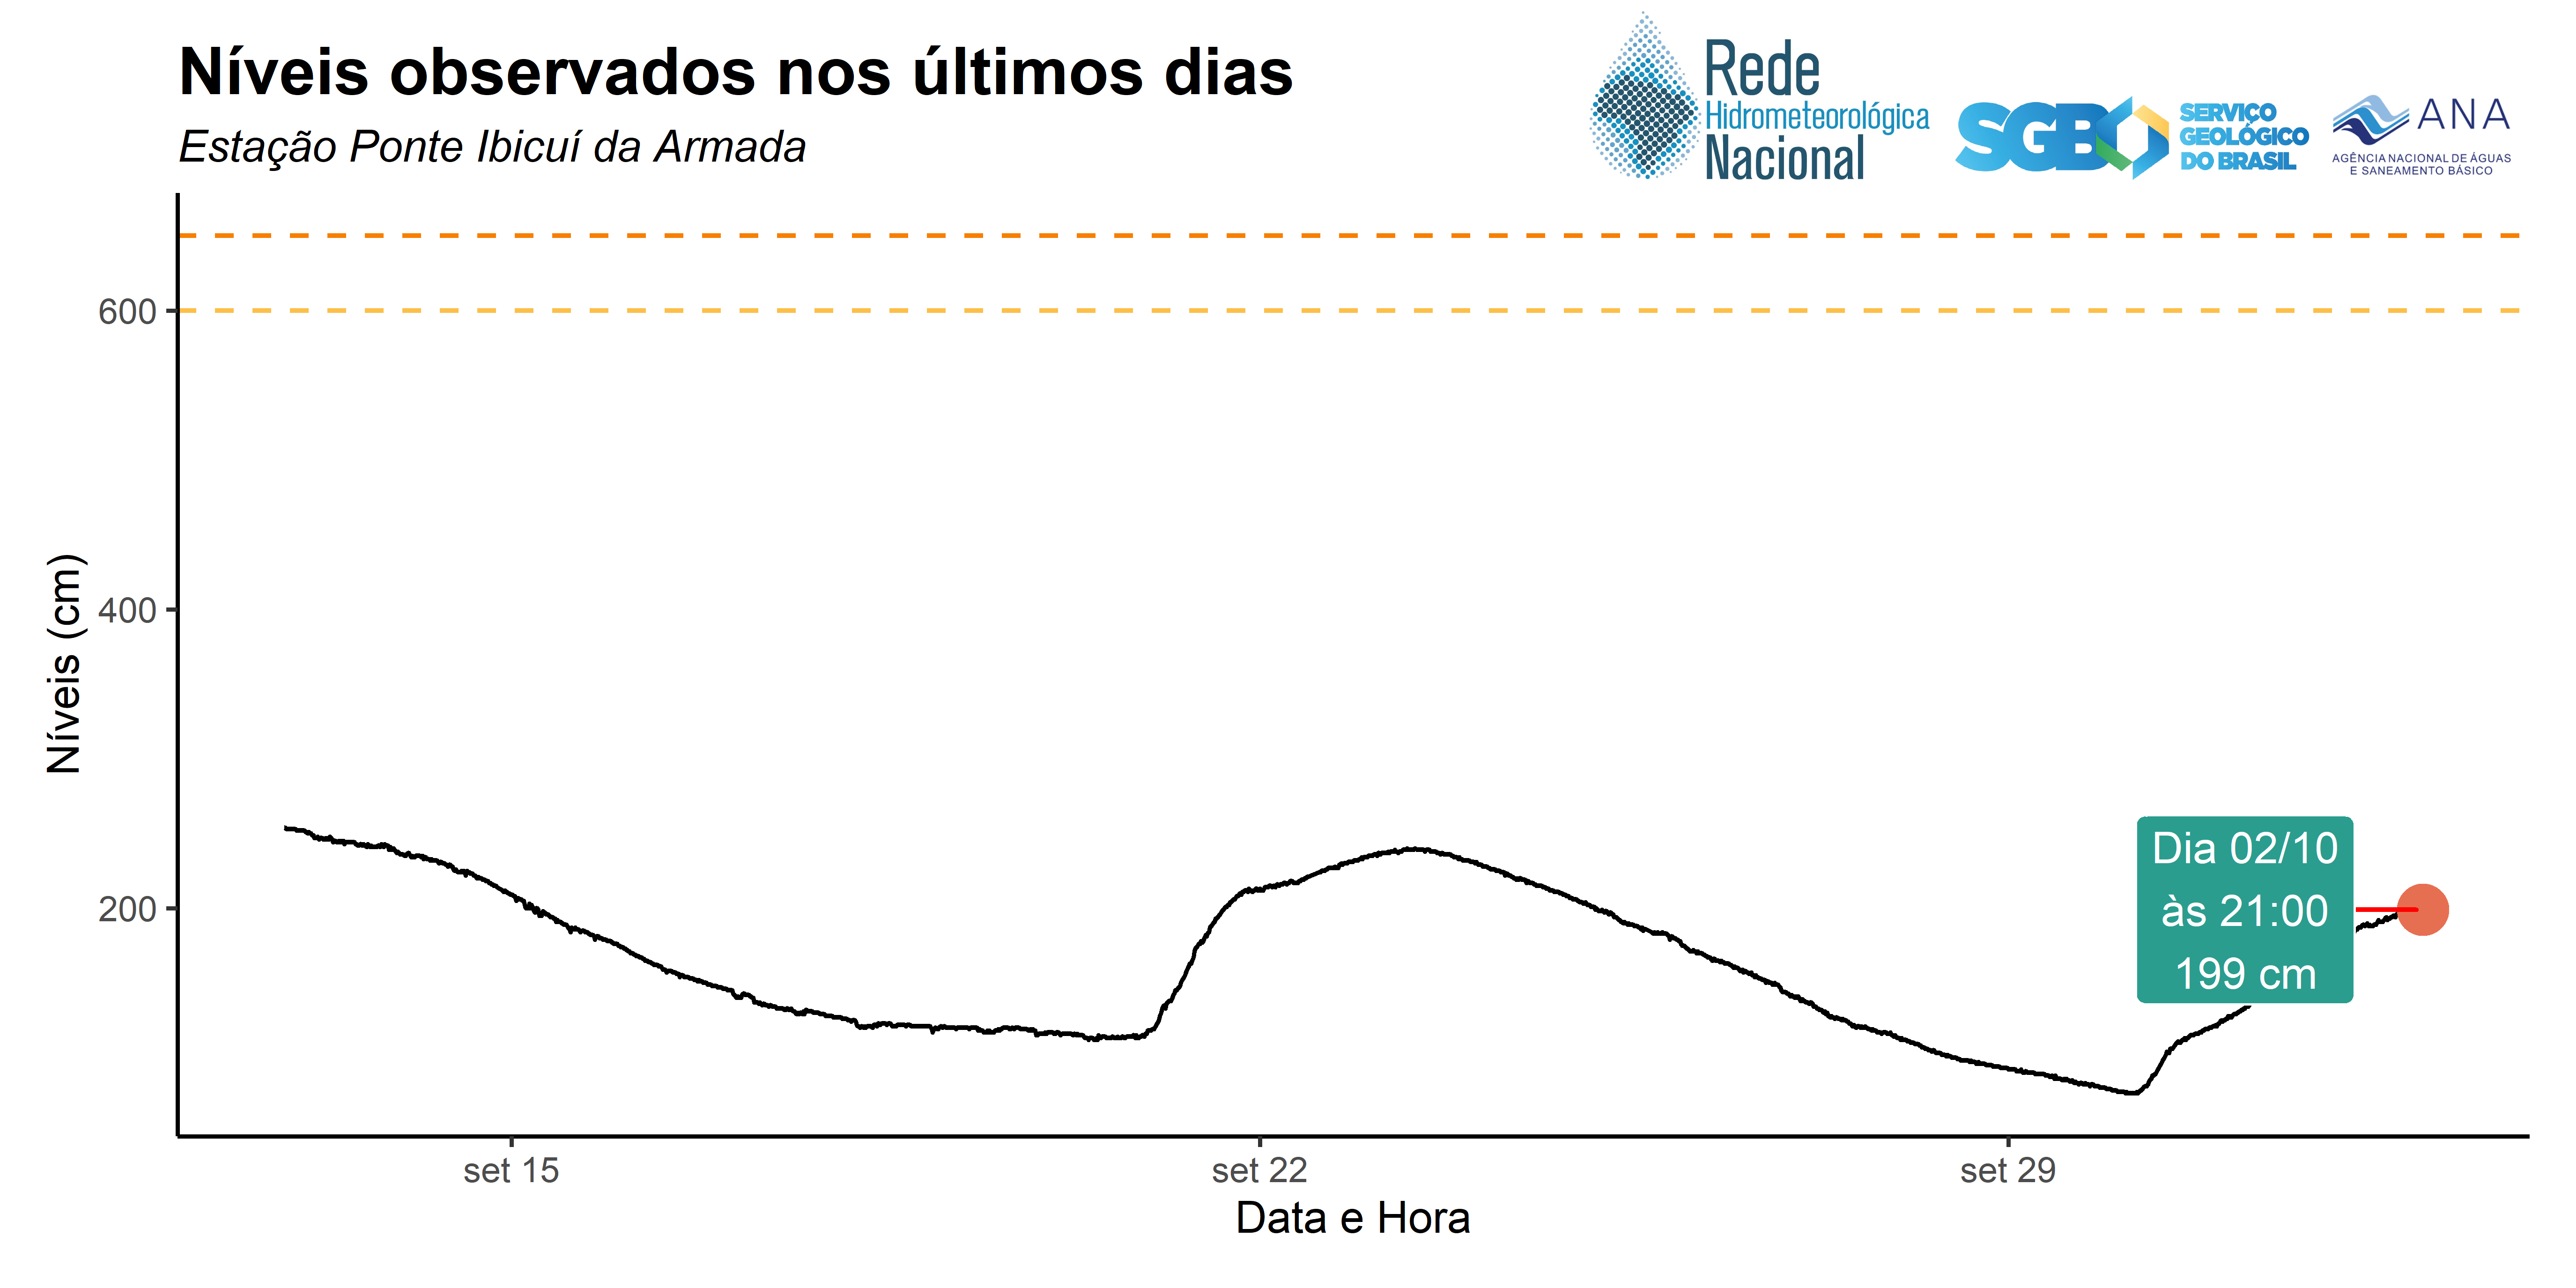 Níveis observados nos últimos dias
Estação Ponte Ibicuí da Armada
Rede
Hidrometeorológica
Nacional
SGB
SERVIÇO
GEOLÓGICO
DO BRASIL
ANA
AGÊNCIA NACIONAL DE ÁGUAS
E SANEAMENTO BÁSICO
Níveis (cm)
600
400
200
Dia 02/10
às 21:00
199 cm
set 15
set 22
set 29
Data e Hora